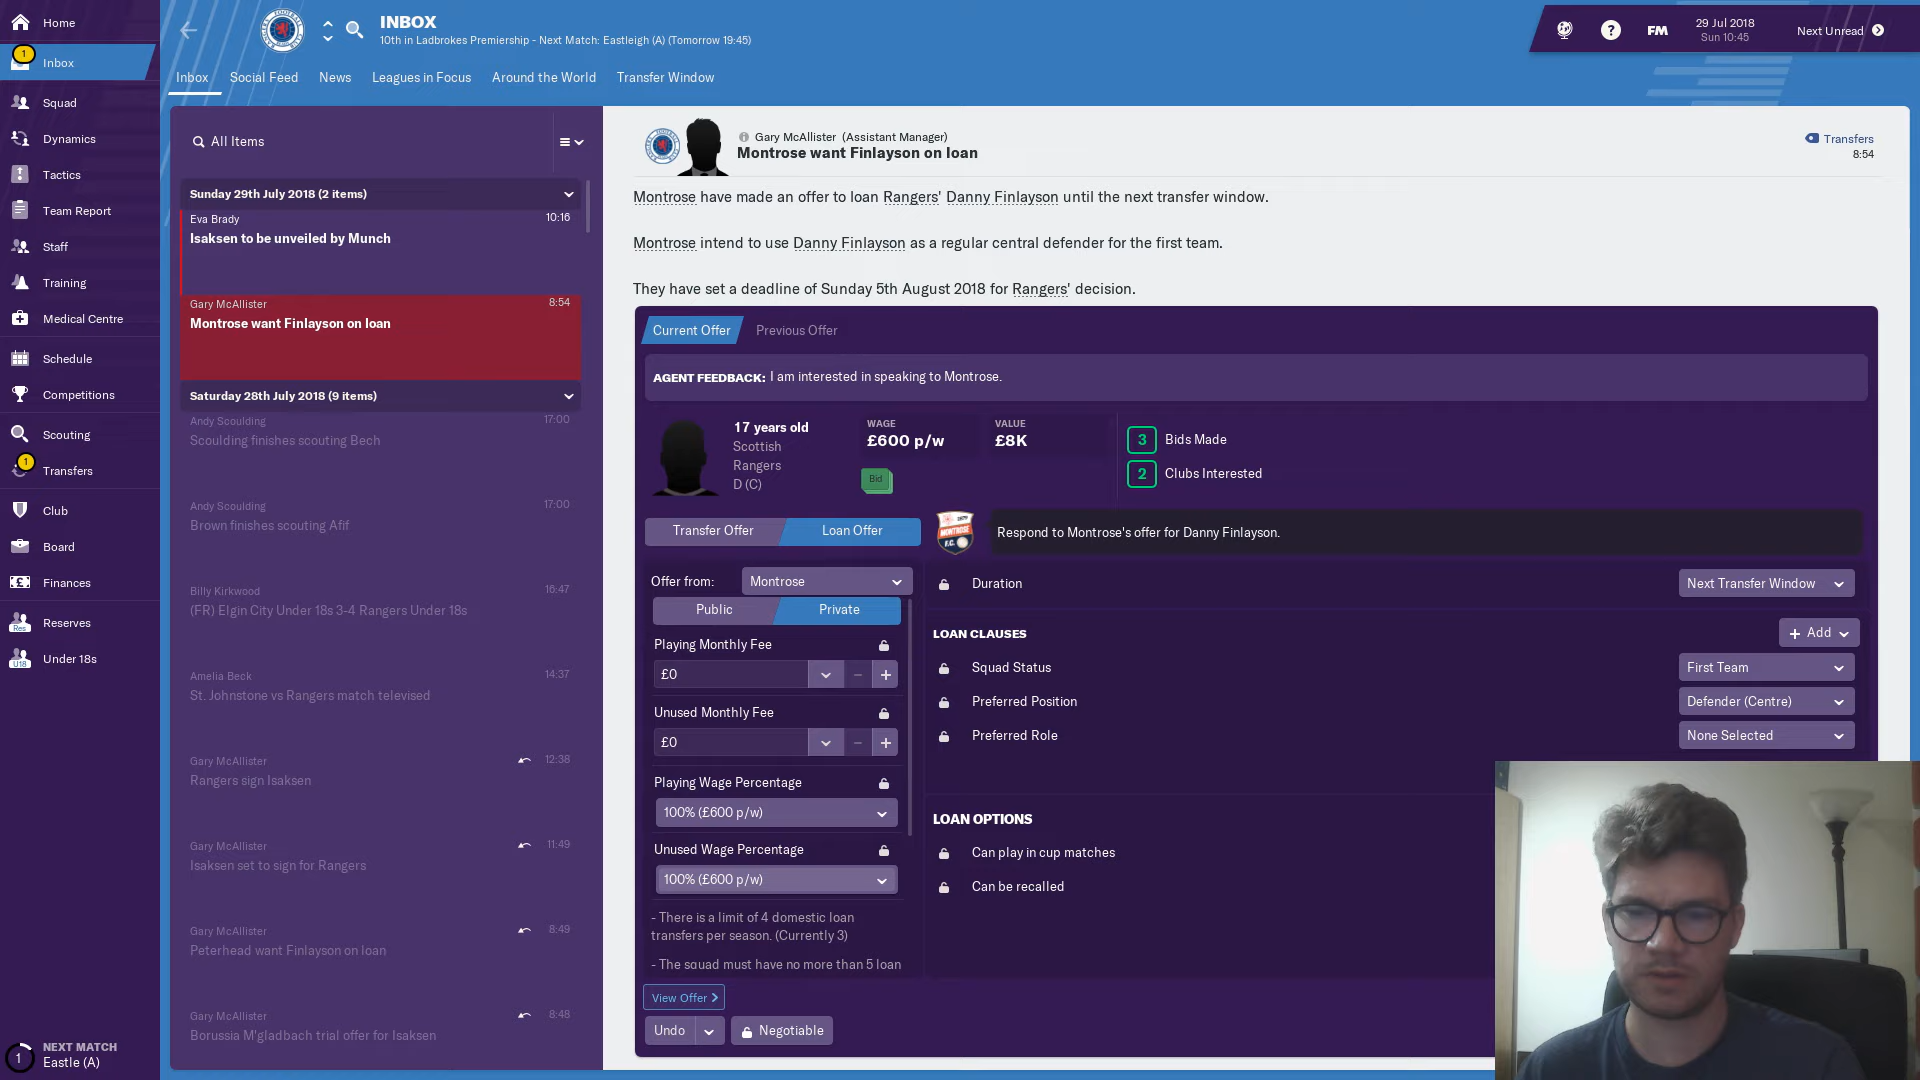 Home
1
Inbox
Squad
Dynamics
Tactics
Team Report
Staff
Training
Medical Centre
Schedule
Competitions
Scouting
1
Transfers
Club
Board
Finances
Res
Reserves
U18
Under 18s
1
NEXT MATCH
Eastle (A)
INBOX
10th in Ladbrokes Premiership - Next Match: Eastleigh (A) (Tomorrow 19:45)
?
FM
29 Jul 2018
Sun 10:45
Next Unread
Inbox
Social Feed
News
Leagues in Focus
Around the World
Transfer Window
All Items
Sunday 29th July 2018 (2 items)
Eva Brady
10:16
Isaksen to be unveiled by Munch
Gary McAllister
8:54
Montrose want Finlayson on loan
Saturday 28th July 2018 (9 items)
Andy Scoulding
17:00
Scoulding finishes scouting Bech
Andy Scoulding
17:00
Brown finishes scouting Afif
Billy Kirkwood
16:47
(FR) Elgin City Under 18s 3-4 Rangers Under 18s
Amelia Beck
14:37
St. Johnstone vs Rangers match televised
Gary McAllister
12:38
Rangers sign Isaksen
Gary McAllister
11:49
Isaksen set to sign for Rangers
Gary McAllister
8:49
Peterhead want Finlayson on loan
Gary McAllister
8:48
Borussia M'gladbach trial offer for Isaksen
Gary McAllister (Assistant Manager)
Montrose want Finlayson on loan
Transfers
8:54
Montrose have made an offer to loan Rangers' Danny Finlayson until the next transfer window.
Montrose intend to use Danny Finlayson as a regular central defender for the first team.
They have set a deadline of Sunday 5th August 2018 for Rangers' decision.
Current Offer
Previous Offer
AGENT FEEDBACK: I am interested in speaking to Montrose.
17 years old
Scottish
Rangers
D (C)
WAGE
£600 p/w
VALUE
£8K
Bid
3 Bids Made
2 Clubs Interested
Transfer Offer
Loan Offer
MONTROSE
F.C.
Respond to Montrose's offer for Danny Finlayson.
Offer from:
Montrose
Public
Private
Playing Monthly Fee
£0
Unused Monthly Fee
£0
Playing Wage Percentage
100% (£600 p/w)
Unused Wage Percentage
100% (£600 p/w)
- There is a limit of 4 domestic loan
transfers per season. (Currently 3)
- The squad must have no more than 5 loan
Duration
Next Transfer Window
LOAN CLAUSES
Add
Squad Status
First Team
Preferred Position
Defender (Centre)
Preferred Role
None Selected
LOAN OPTIONS
Can play in cup matches
Can be recalled
View Offer
Undo
Negotiable